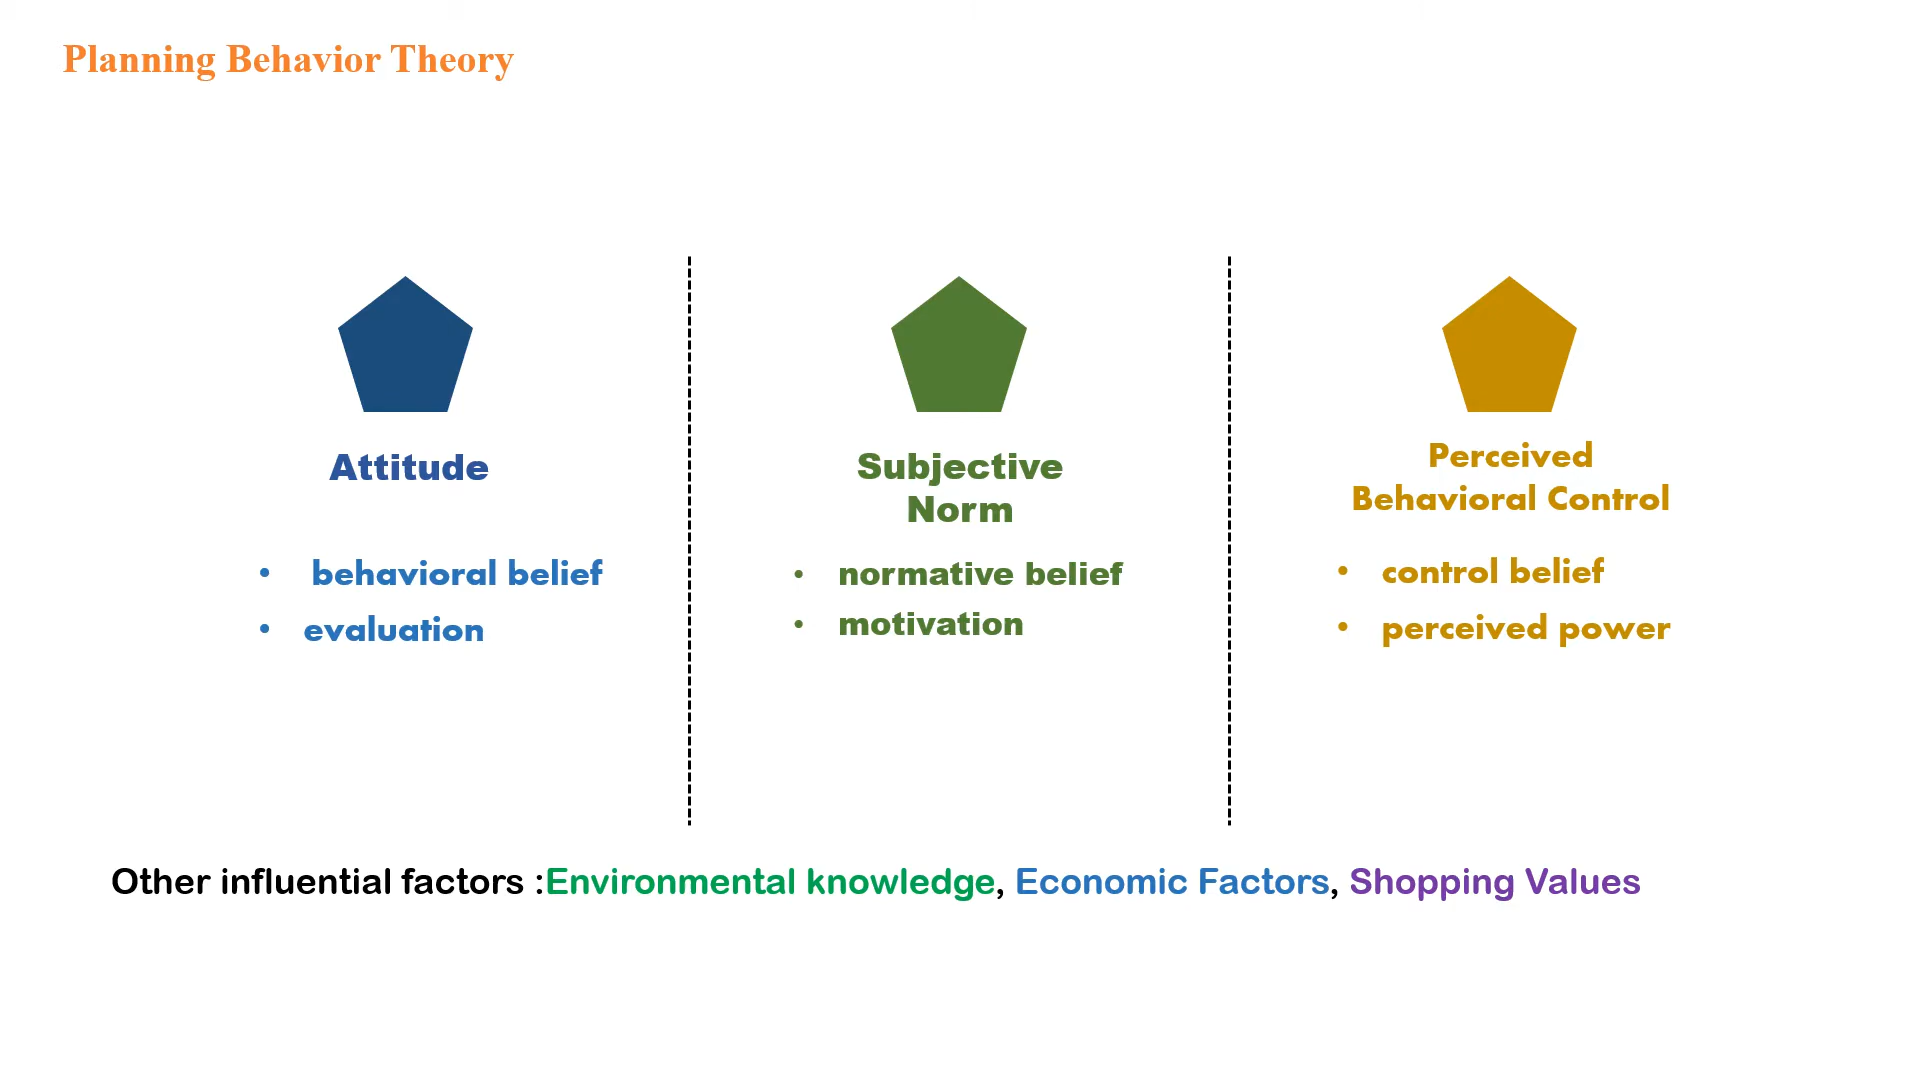 Planning Behavior Theory
Attitude
• behavioral belief
• evaluation
Subjective
Norm
• normative belief
• motivation
Perceived
Behavioral Control
• control belief
• perceived power
Other influential factors :Environmental knowledge, Economic Factors, Shopping Values